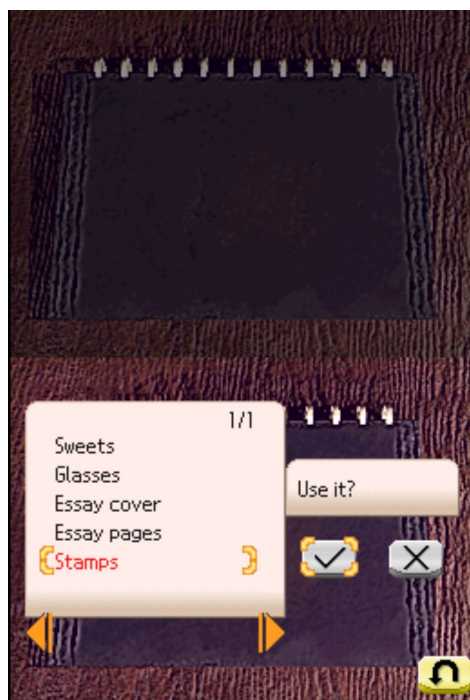 1/1
Sweets
Glasses
Essay cover
Essay pages
Stamps
Use it?